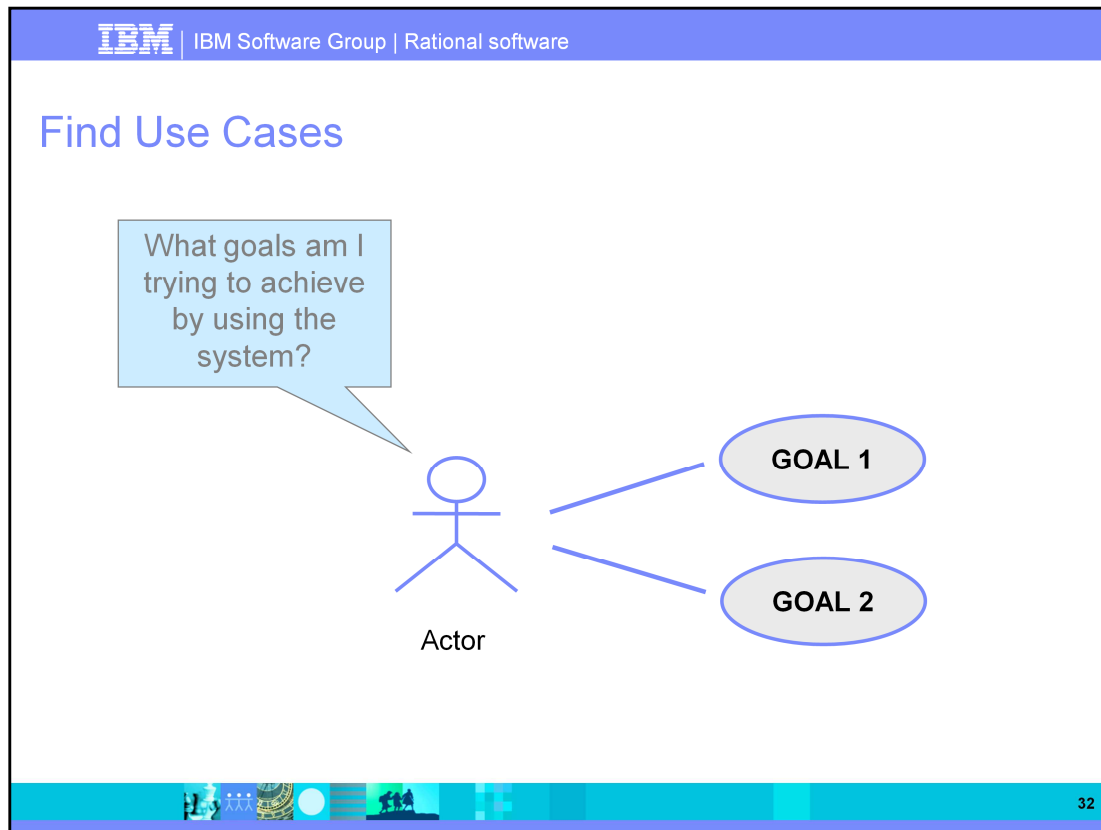 IBM | IBM Software Group | Rational software
Find Use Cases
What goals am I
trying to achieve
by using the
system?
GOAL 1
GOAL 2
Actor
32